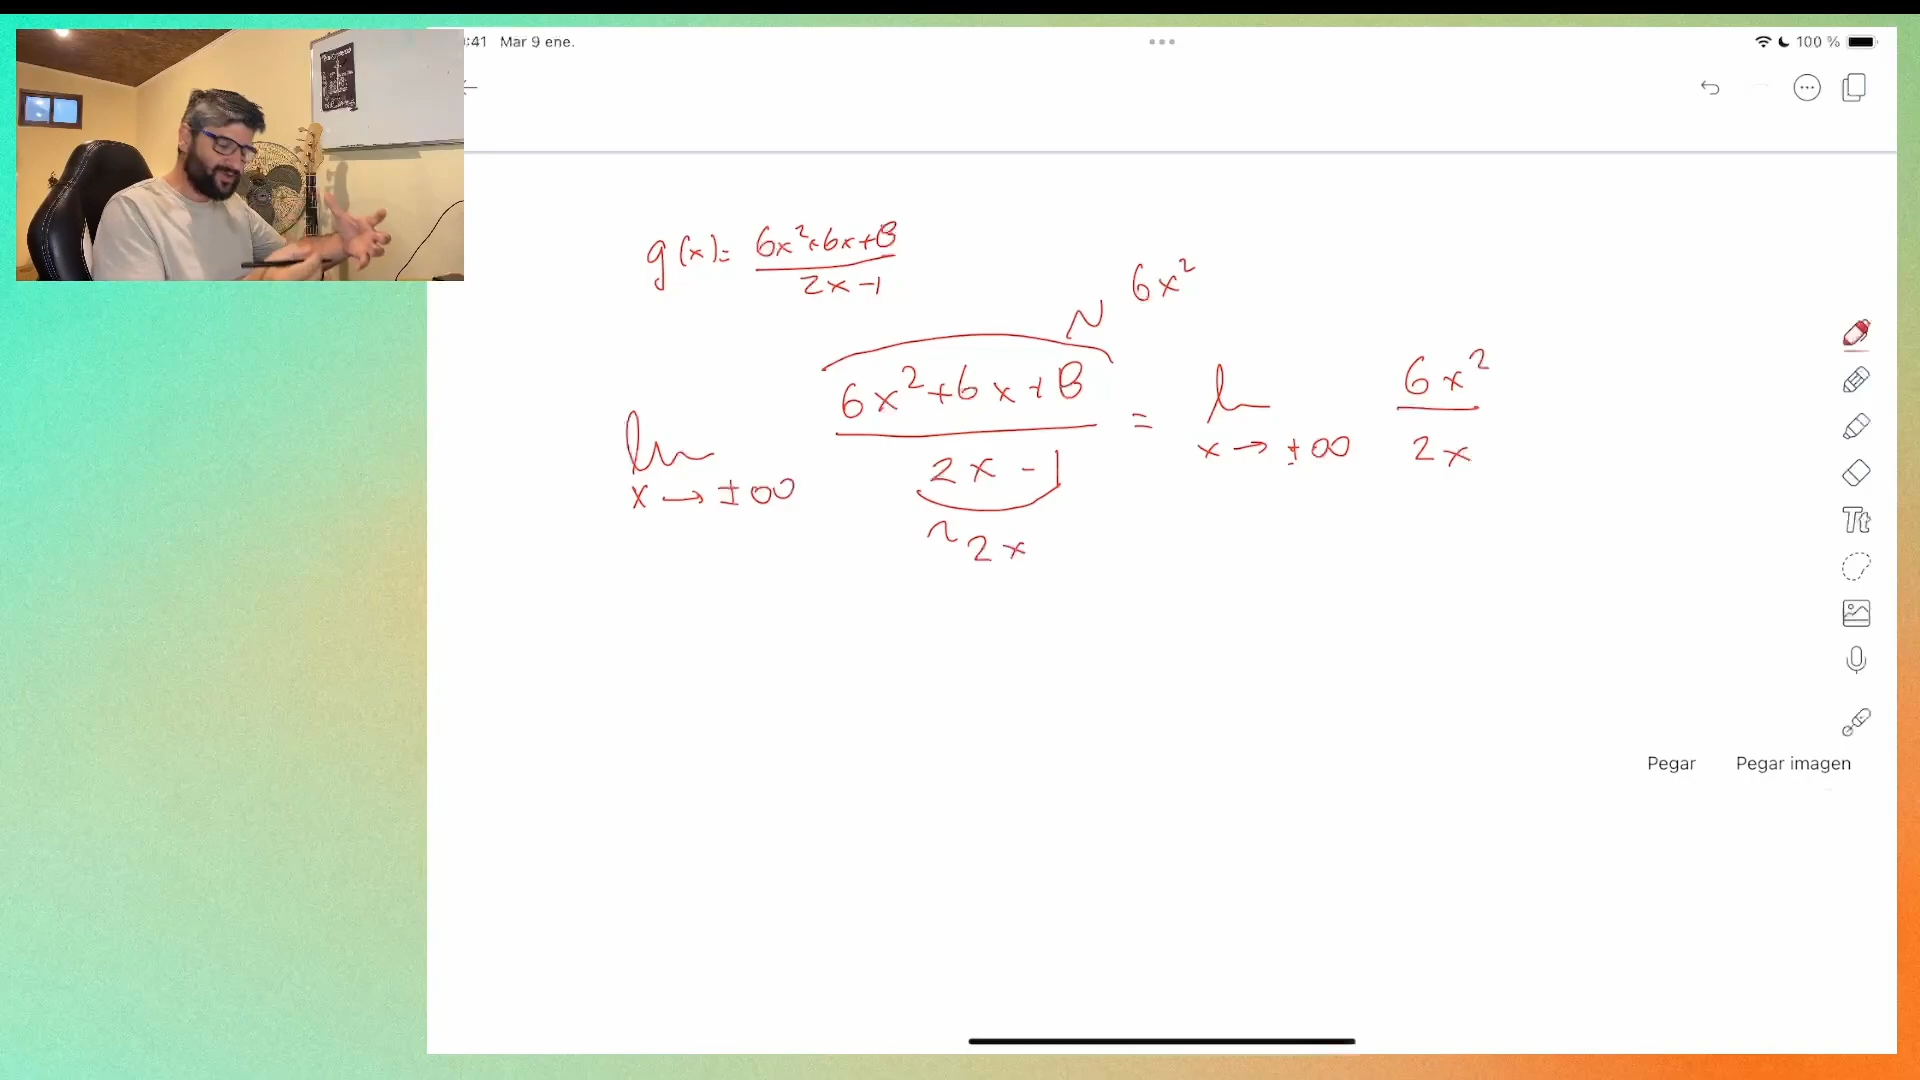 :41 Mar 9 ene.
100 %
g(x)= 6x²+6x+8
2x-1
~ 6x²
lim x→±∞ 6x²+6x+8 / 2x-1 = lim x→±∞ 6x² / 2x
~2x
Tt
Pegar Pegar imagen